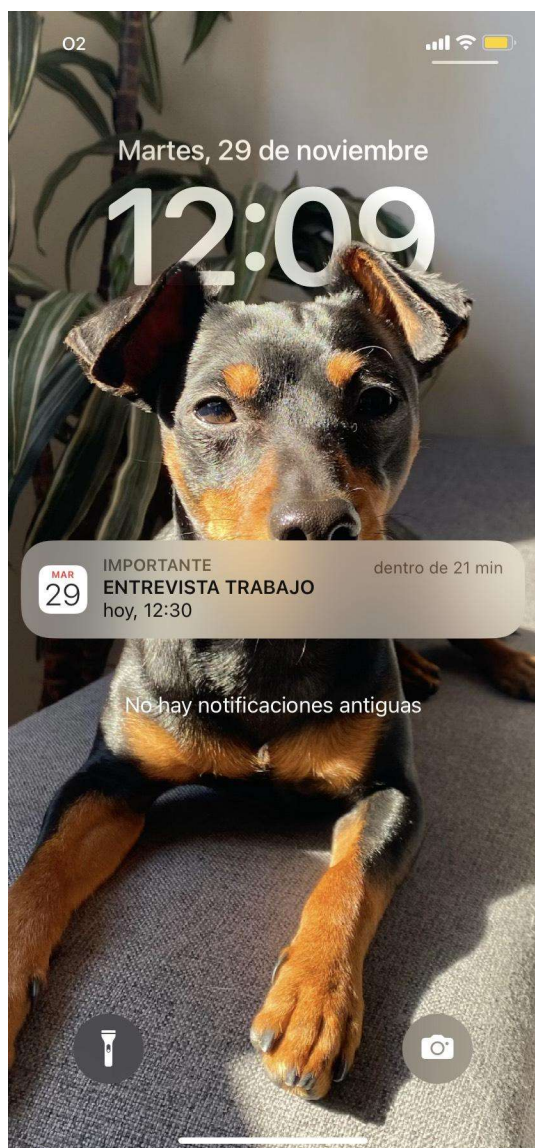 O2
Martes, 29 de noviembre
12:09
MAR
29
IMPORTANTE
dentro de 21 min
ENTREVISTA TRABAJO
hoy, 12:30
No hay notificaciones antiguas